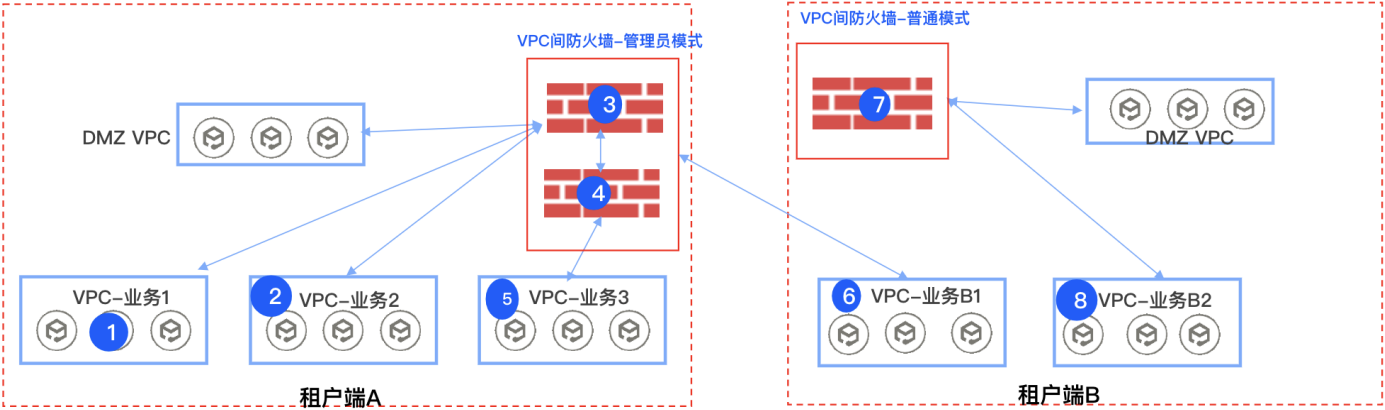 VPC间防火墙-普通模式
VPC间防火墙-管理员模式
3
7
DMZ VPC
DMZ VPC
4
VPC-业务1
2
VPC-业务2
5
VPC-业务3
6
VPC-业务B1
8
VPC-业务B2
1
租户端A
租户端B